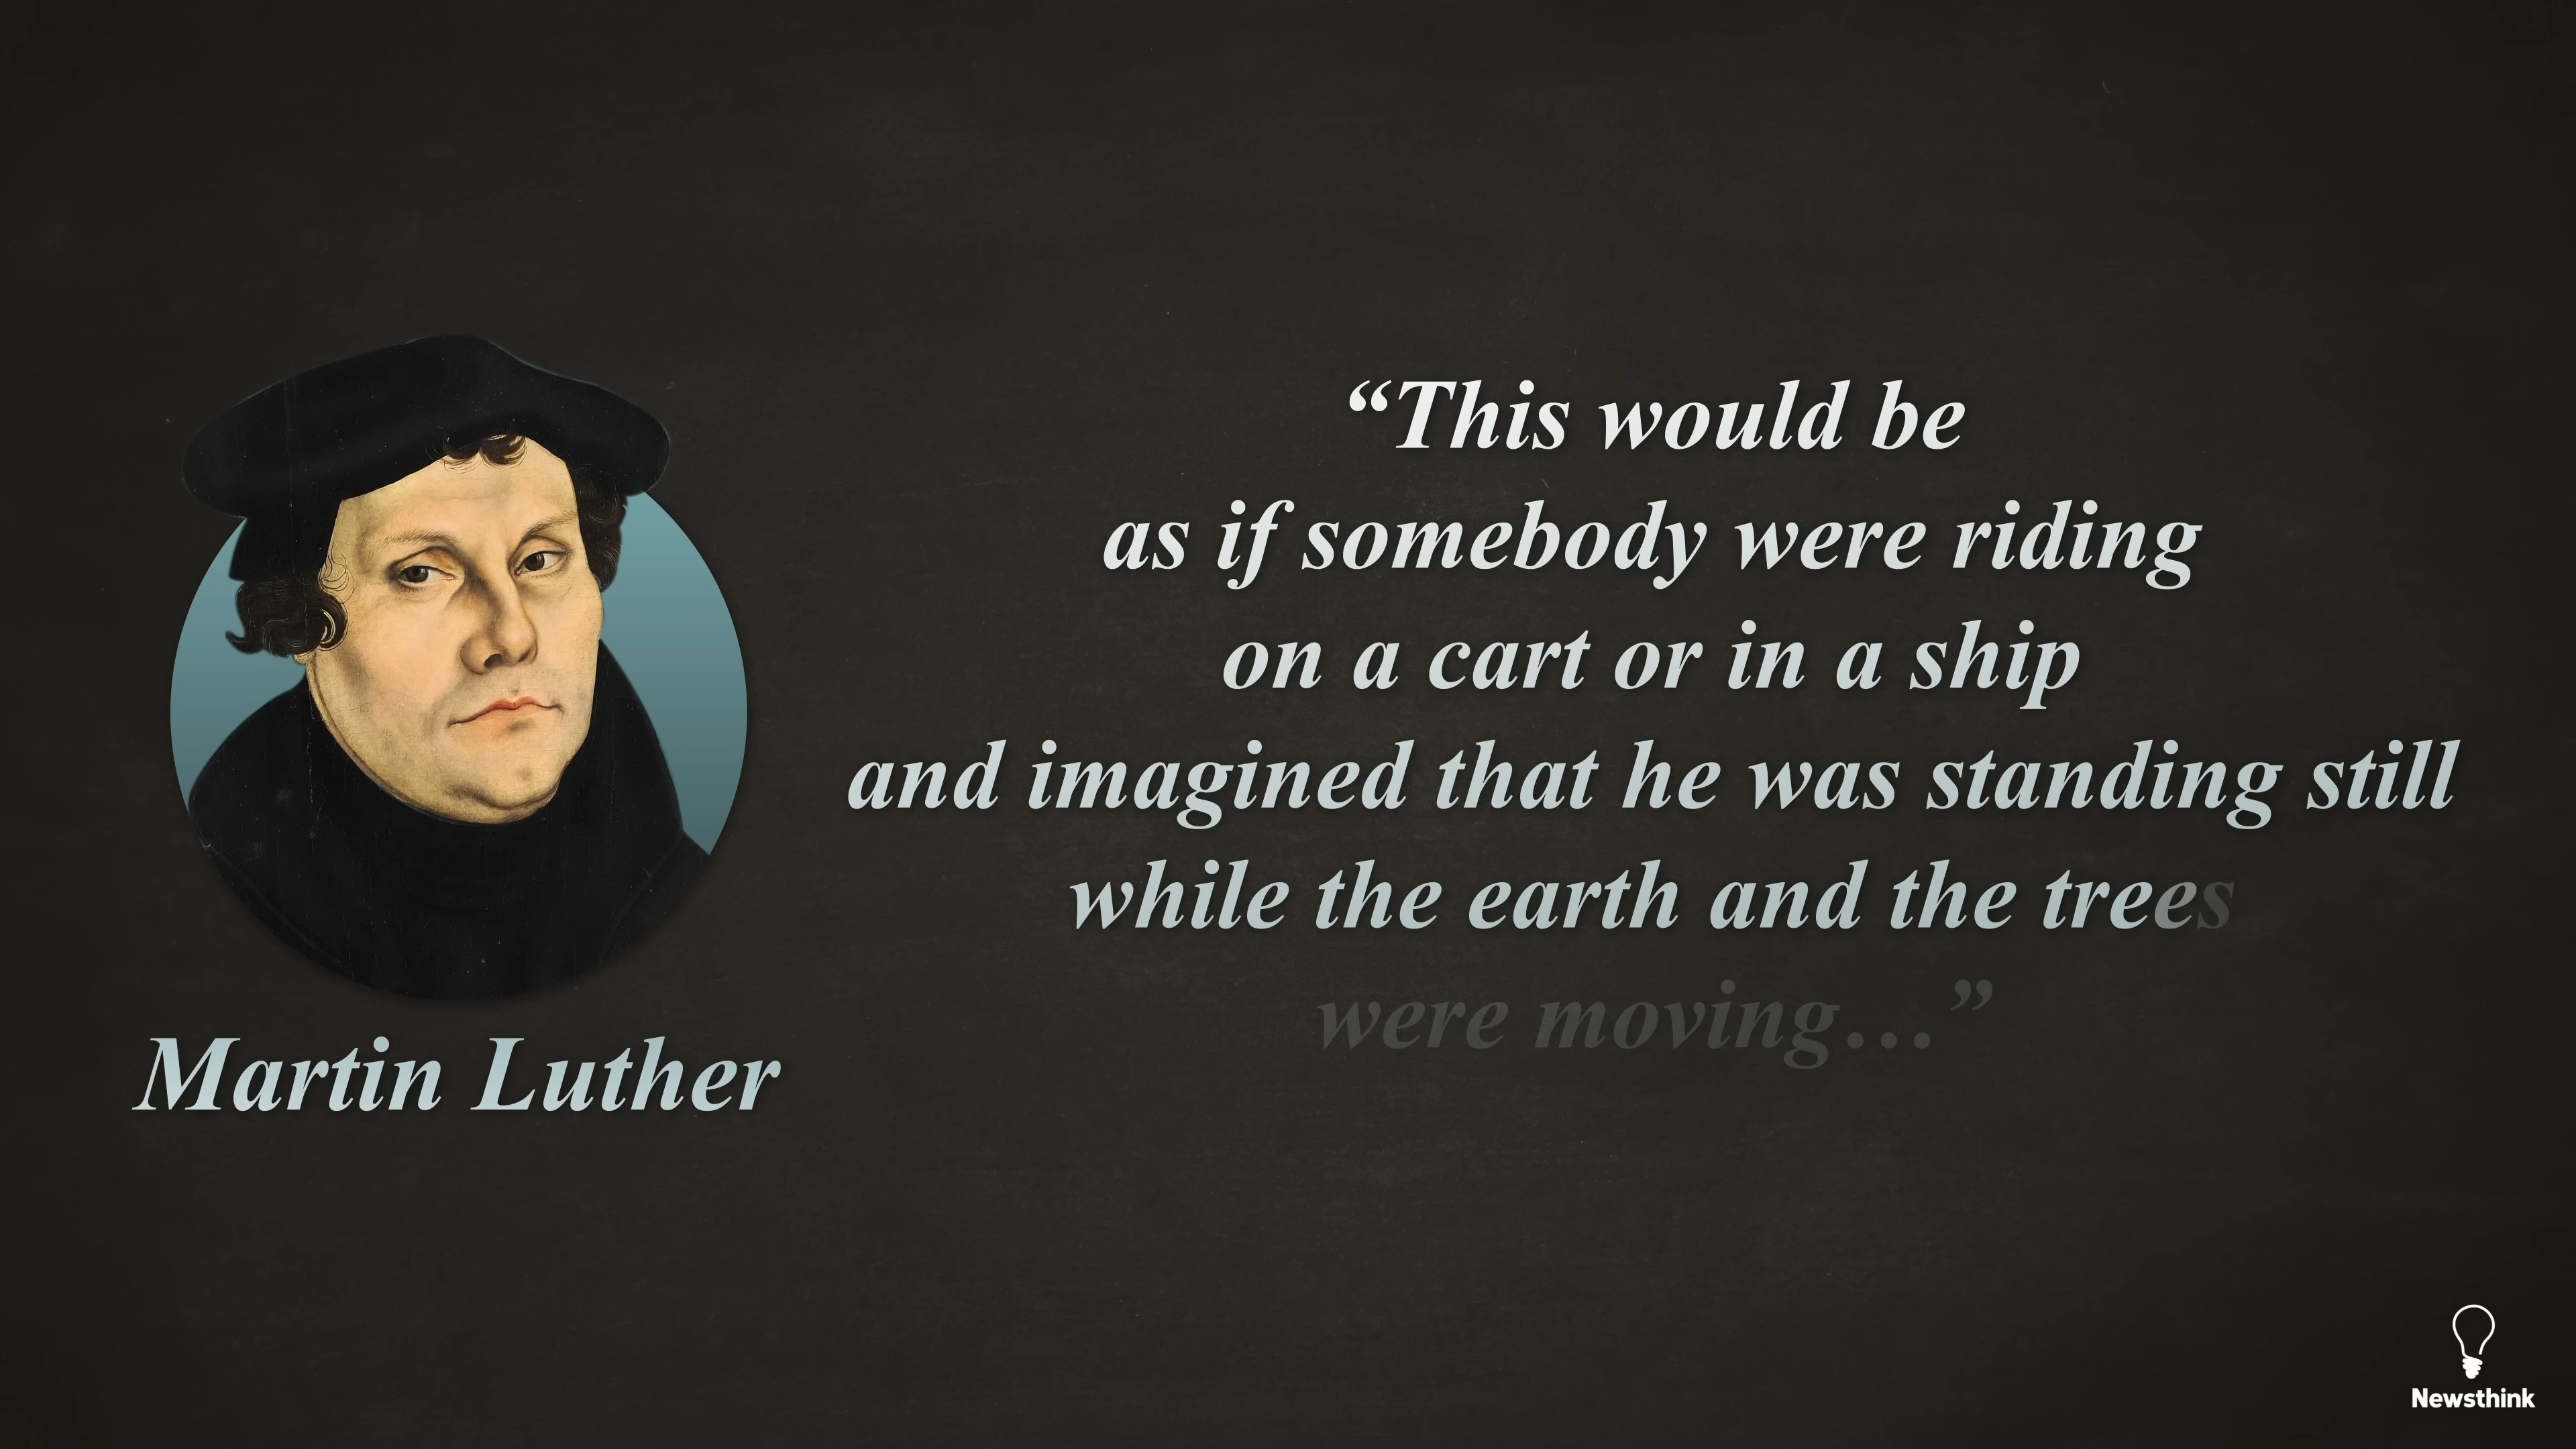 “This would be
as if somebody were riding
on a cart or in a ship
and imagined that he was standing still
while the earth and the trees
were moving…”
Martin Luther
Newsthink